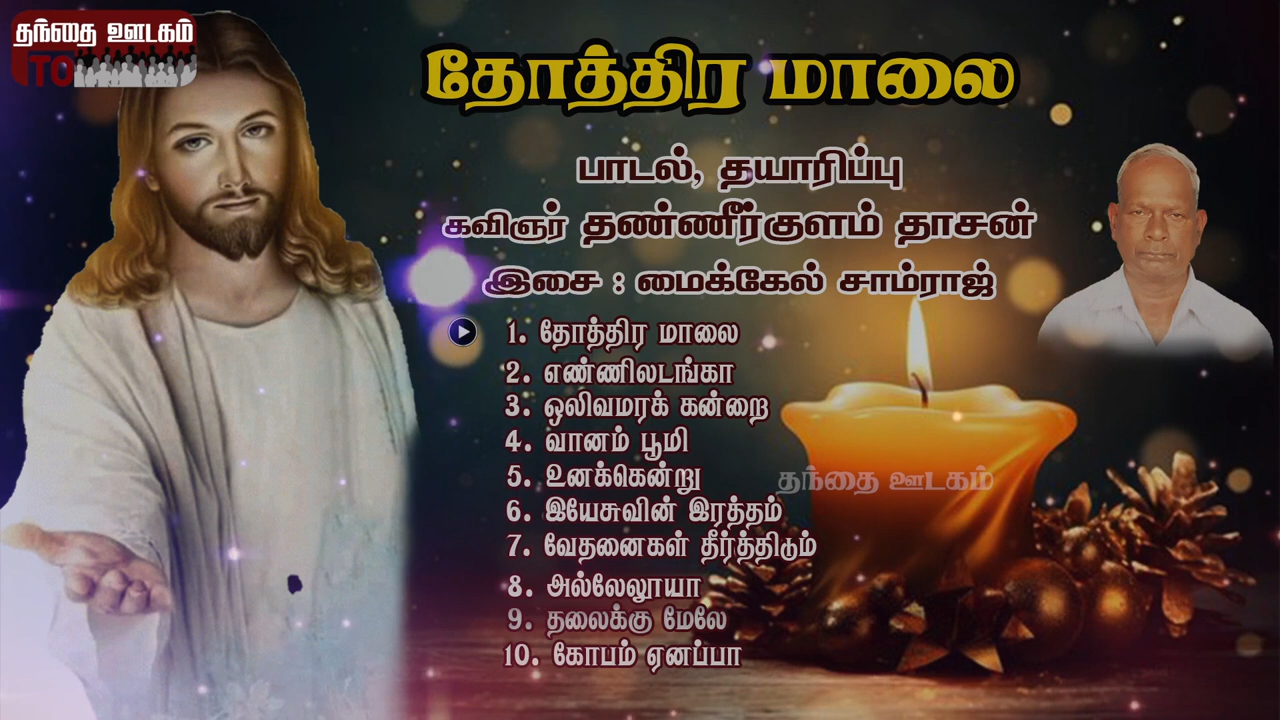 தந்தை ஊடகம்
TO
தோத்திர மாலை
பாடல், தயாரிப்பு
கவிஞர் தண்ணீர்குளம் தாசன்
இசை : மைக்கேல் சாம்ராஜ்
1. தோத்திர மாலை
2. எண்ணிலடங்கா
3. ஒலிவமரக் கன்றை
4. வானம் பூமி
5. உனக்கென்று
தந்தை ஊடகம்
6. இயேசுவின் இரத்தம்
7. வேதனைகள் தீர்த்திடும்
8. அல்லேலூயா
9. தலைக்கு மேலே
10. கோபம் ஏனப்பா